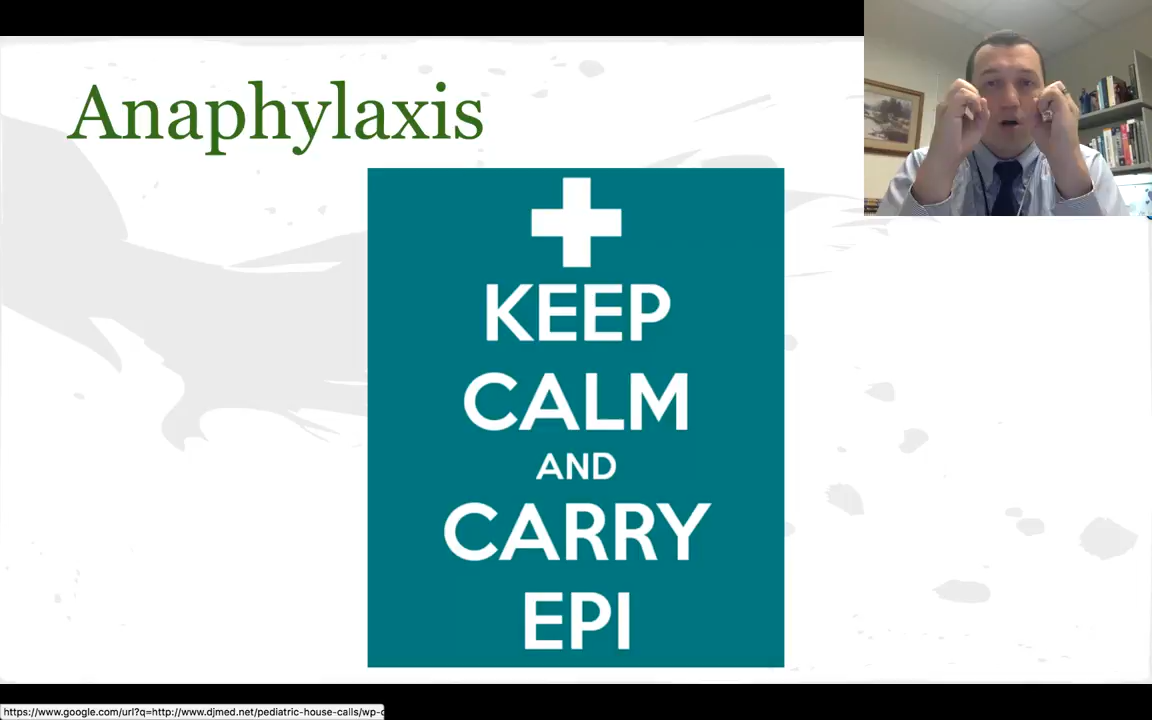 Anaphylaxis
KEEP
CALM
AND
CARRY
EPI
https://www.google.com/url?q=http://www.djmed.net/pediatric-house-calls/wp-c